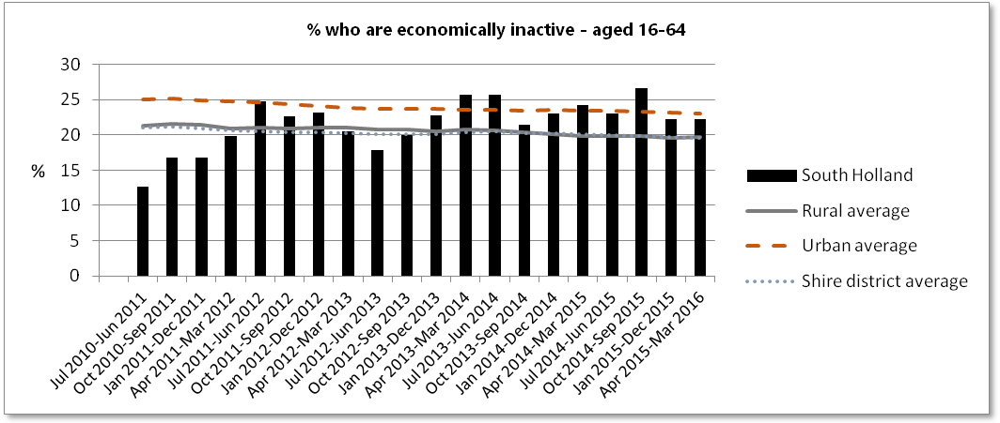 % who are economically inactive - aged 16-64
30
25
20
15
10
5
0
%
Jul 2010-Jun 2011
Oct 2010-Sep 2011
Jan 2011-Dec 2011
Apr 2011-Mar 2012
Jul 2011-Jun 2012
Oct 2011-Sep 2012
Jan 2012-Dec 2012
Apr 2012-Mar 2013
Jul 2012-Jun 2013
Oct 2012-Sep 2013
Jan 2013-Dec 2013
Apr 2013-Mar 2014
Jul 2013-Jun 2014
Oct 2013-Sep 2014
Jan 2014-Dec 2014
Apr 2014-Mar 2015
Jul 2014-Jun 2015
Oct 2014-Sep 2015
Jan 2015-Dec 2015
Apr 2015-Mar 2016
South Holland
Rural average
Urban average
Shire district average